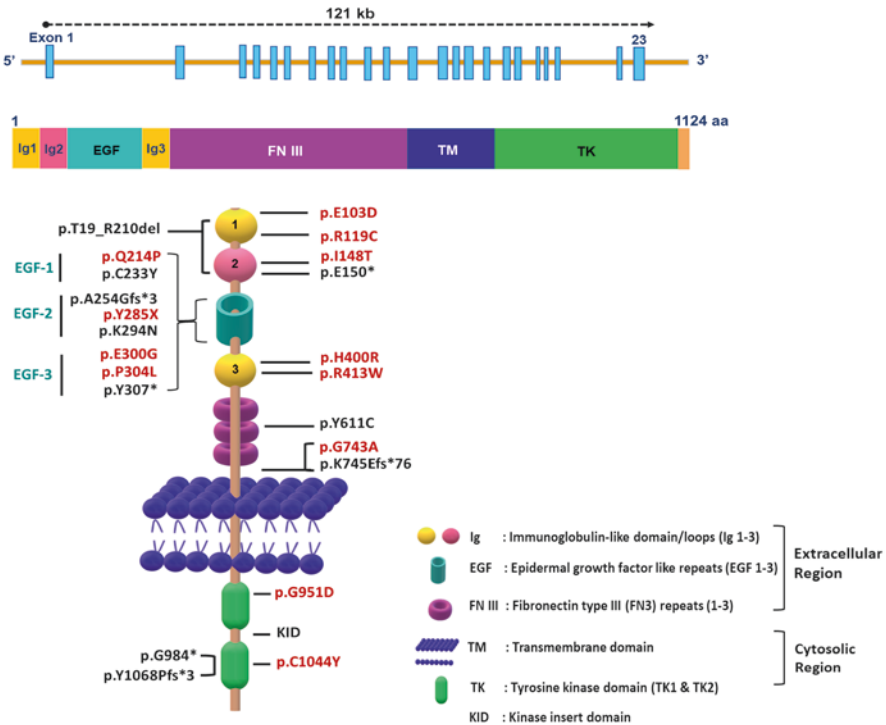 121 kb
Exon 1
23
5’
3’
1
1124 aa
Ig1
Ig2
EGF
Ig3
FN III
TM
TK
p.T19_R210del
1
p.E103D
p.R119C
EGF-1
p.Q214P
p.C233Y
2
p.I148T
p.E150*
EGF-2
p.A254Gfs*3
p.Y285X
p.K294N
EGF-3
p.E300G
p.P304L
p.Y307*
3
p.H400R
p.R413W
p.Y611C
p.G743A
p.K745Efs*76
p.G951D
KID
p.G984*
p.Y1068Pfs*3
p.C1044Y
Ig : Immunoglobulin-like domain/loops (Ig 1-3)
EGF : Epidermal growth factor like repeats (EGF 1-3)
FN III : Fibronectin type III (FN3) repeats (1-3)
Extracellular
Region
TM : Transmembrane domain
TK : Tyrosine kinase domain (TK1 & TK2)
KID : Kinase insert domain
Cytosolic
Region